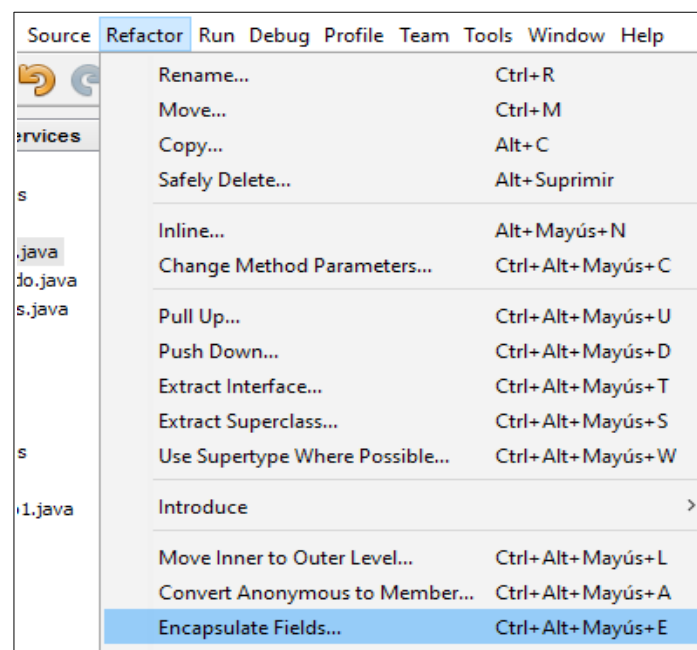 Source Refactor Run Debug Profile Team Tools Window Help
ervices
Rename... Ctrl+R
Move... Ctrl+M
Copy... Alt+C
s Safely Delete... Alt+Suprimir
Inline... Alt+Mayús+N
.java Change Method Parameters... Ctrl+Alt+Mayús+C
do.java
s.java Pull Up... Ctrl+Alt+Mayús+U
Push Down... Ctrl+Alt+Mayús+D
Extract Interface... Ctrl+Alt+Mayús+T
Extract Superclass... Ctrl+Alt+Mayús+S
s Use Supertype Where Possible... Ctrl+Alt+Mayús+W
1.java Introduce >
Move Inner to Outer Level... Ctrl+Alt+Mayús+L
Convert Anonymous to Member... Ctrl+Alt+Mayús+A
Encapsulate Fields... Ctrl+Alt+Mayús+E